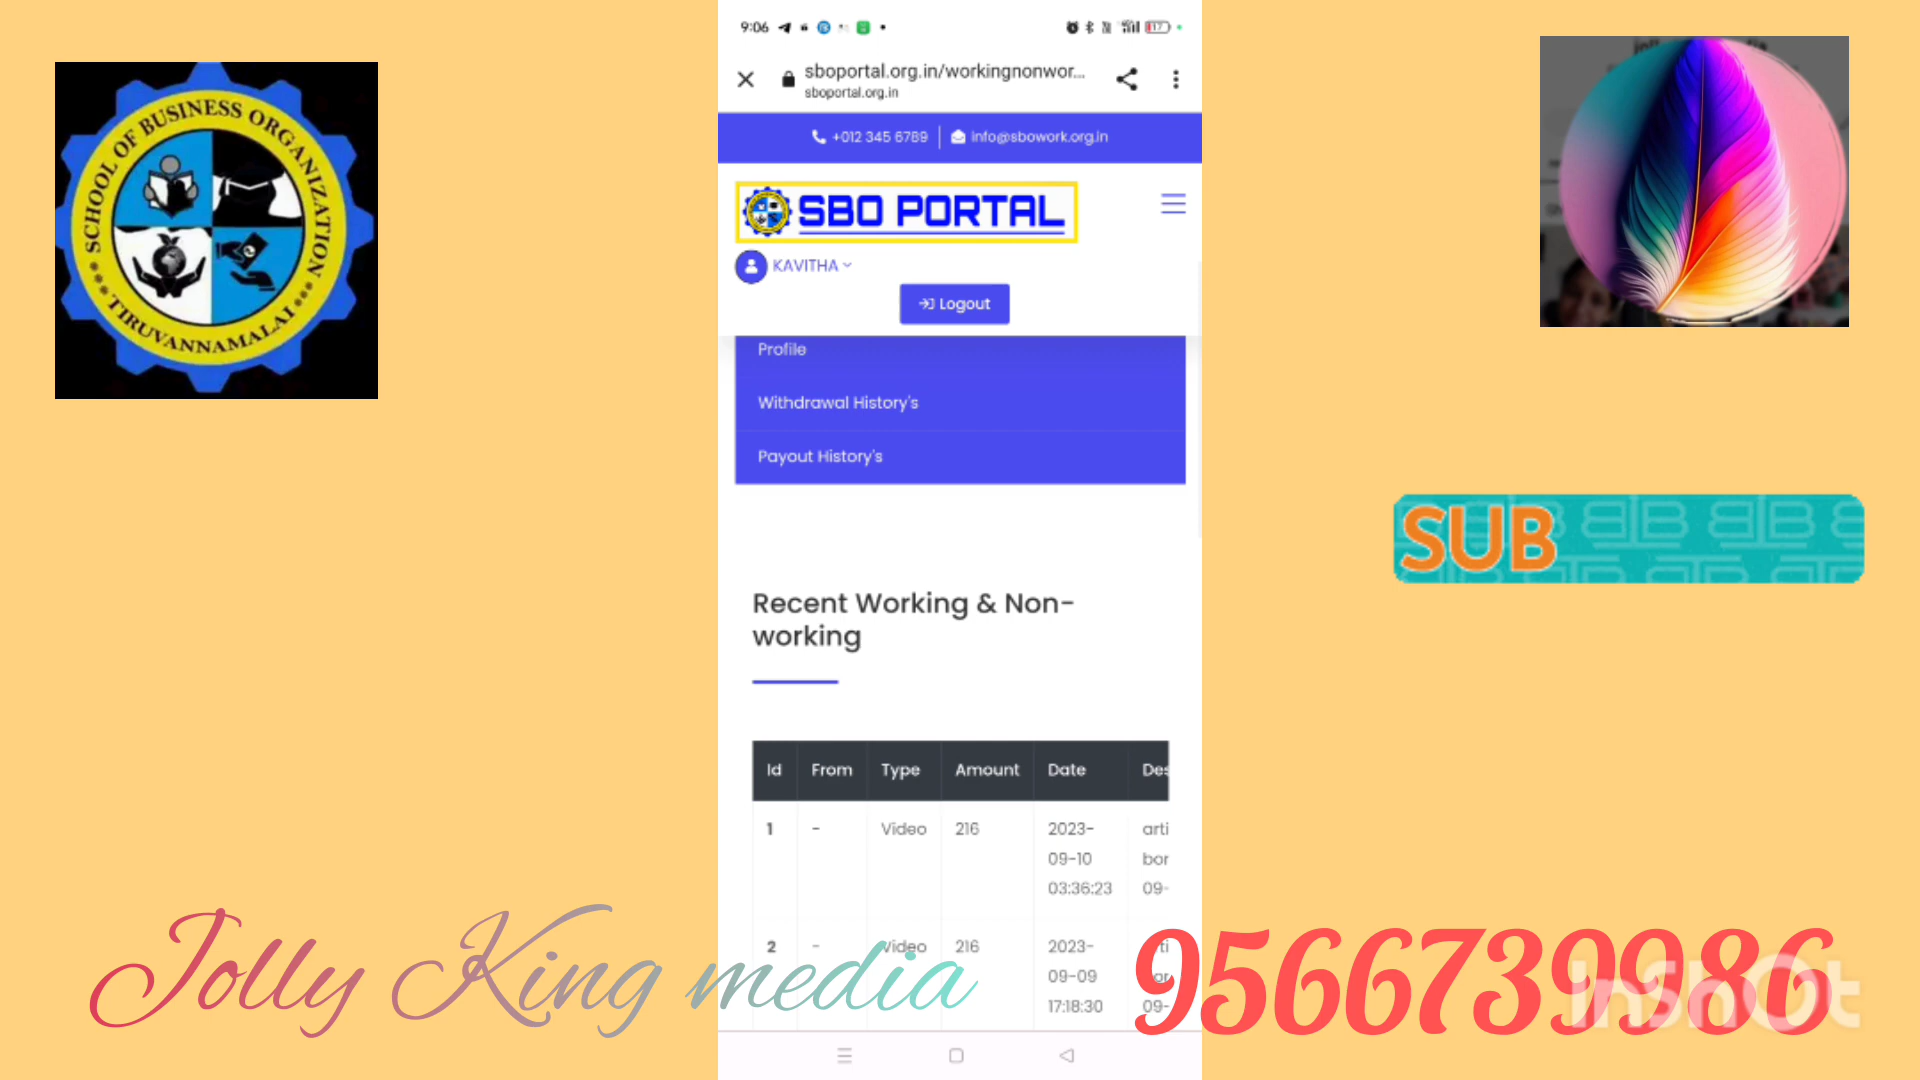 SCHOOL OF BUSINESS ORGANIZATION
TIRUVANNAMALAI
9:06
17
sboportal.org.in/workingnonwor...
sboportal.org.in
+012 345 6789
info@sbowork.org.in
SBO PORTAL
KAVITHA
Logout
Profile
Withdrawal History's
Payout History's
SUB
Recent Working & Non-
working
Id From Type Amount Date Des
1 - Video 216 2023-
09-10
03:36:23
arti
bor
09-
2 - Video 216 2023-
09-09
17:18:30
09-
Jolly King media
9566739986
InShOt